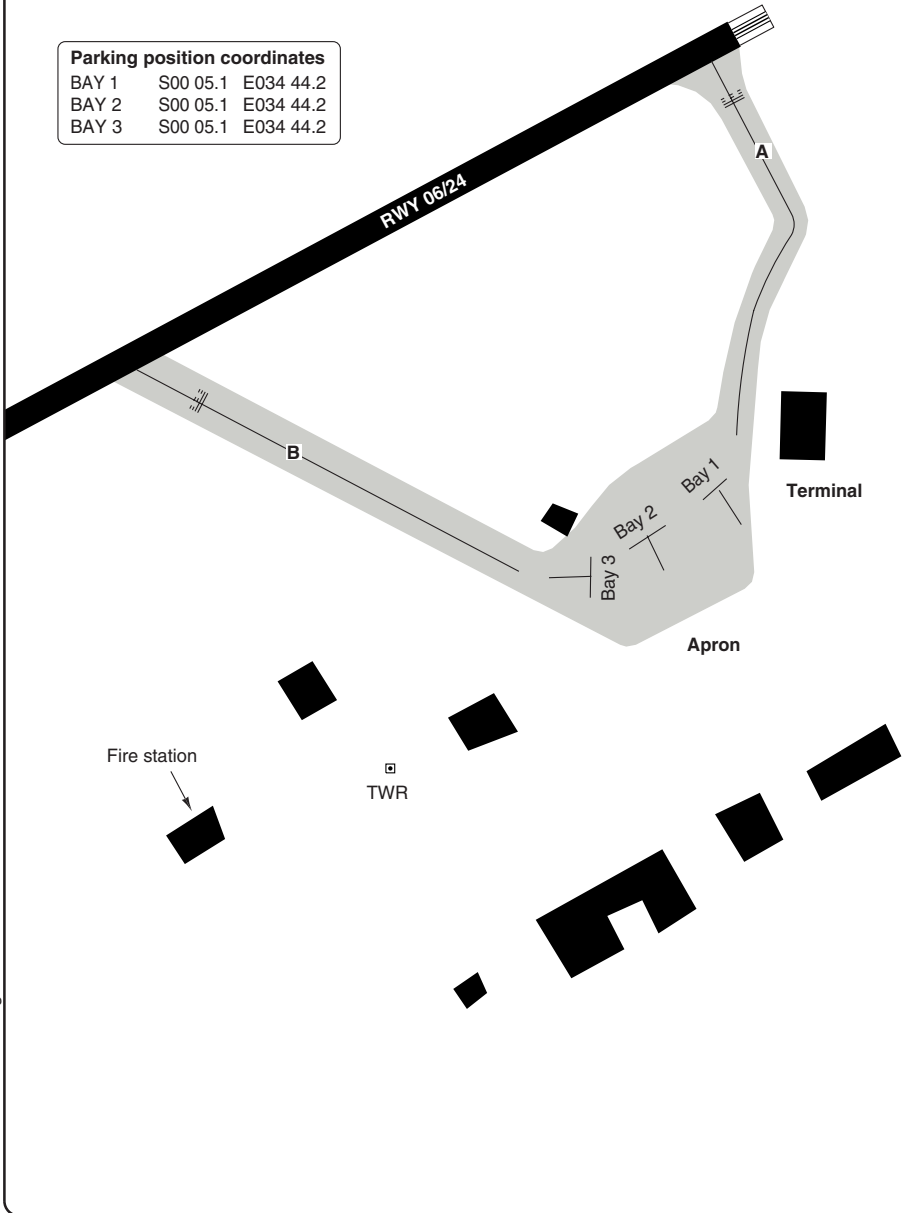 Parking position coordinates
BAY 1 S00 05.1 E034 44.2
BAY 2 S00 05.1 E034 44.2
BAY 3 S00 05.1 E034 44.2
RWY 06/24
A
B
Bay 1
Bay 2
Bay 3
Terminal
Apron
Fire station
TWR